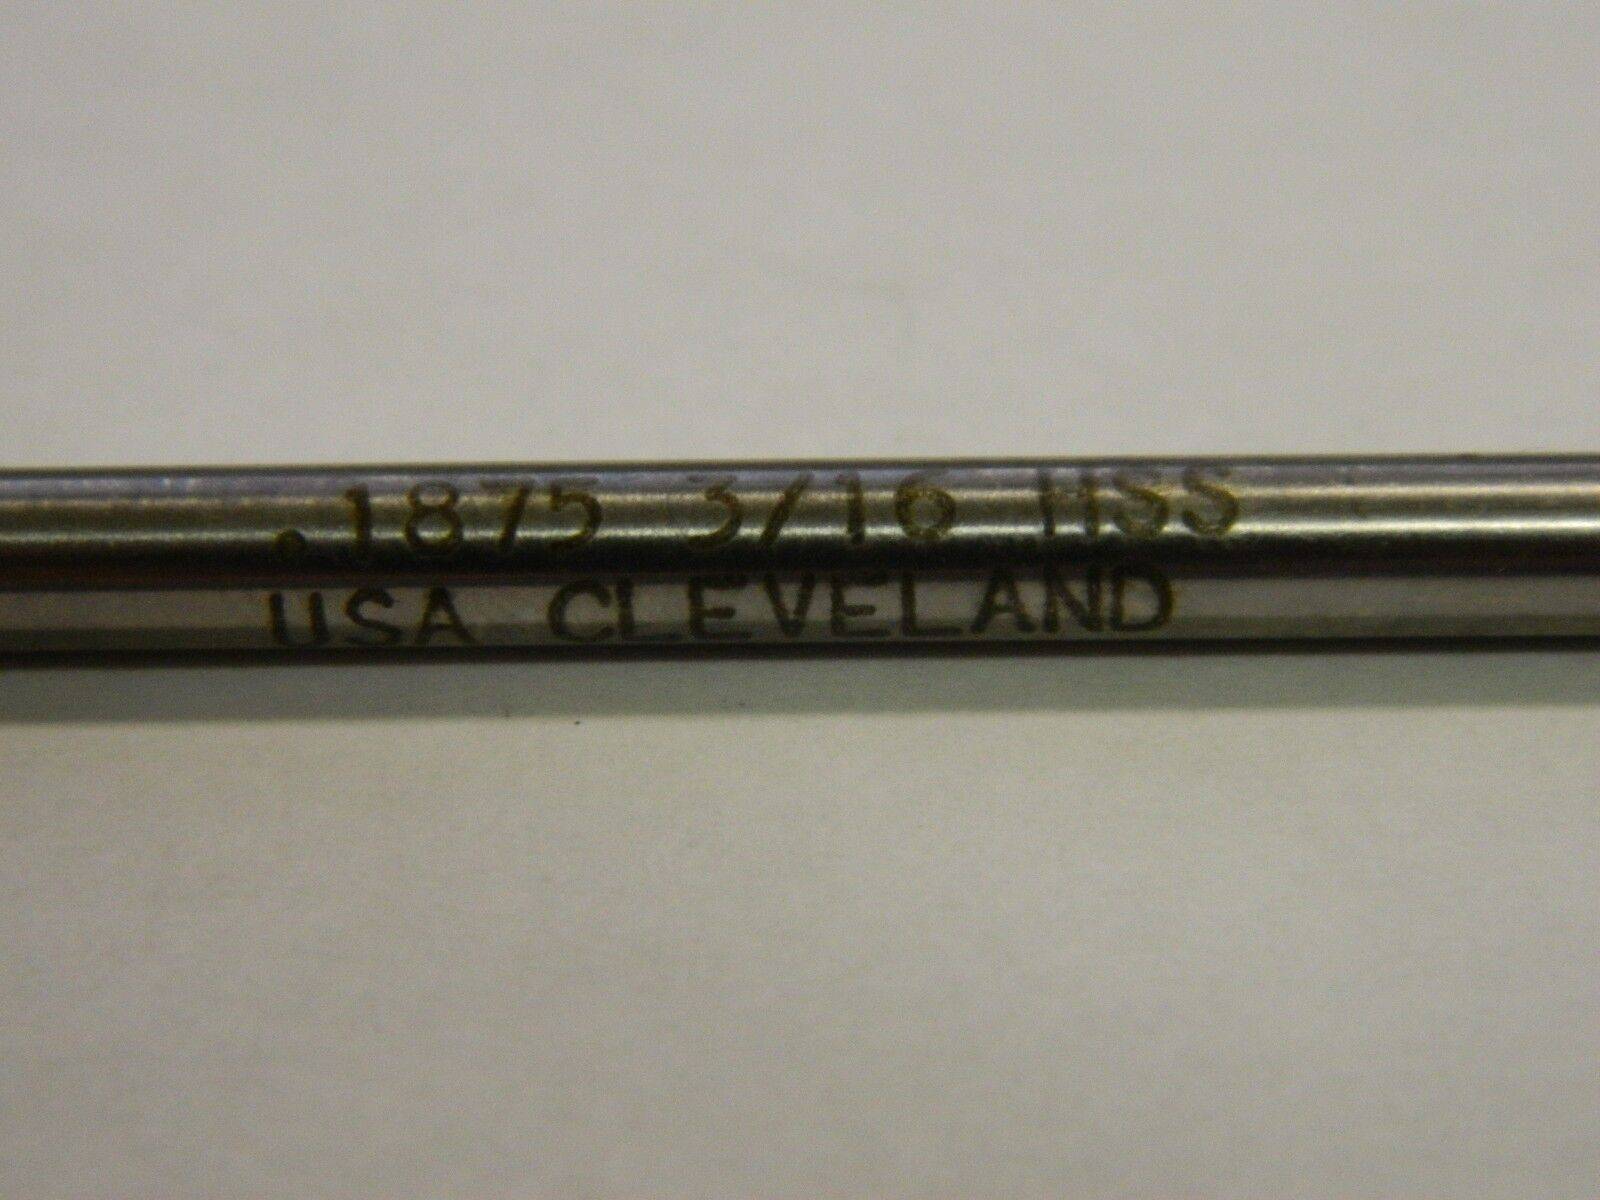 .1875 3/16 HSS
USA CLEVELAND